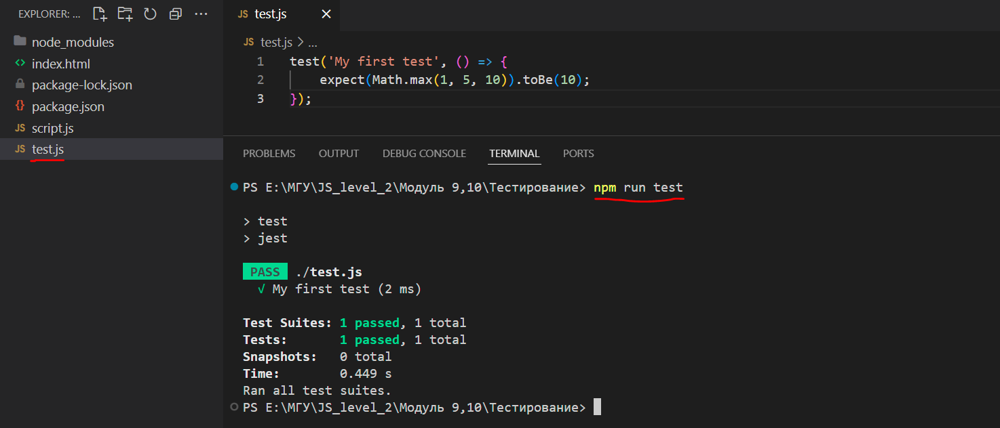 EXPLORER: ...
node_modules
<> index.html
package-lock.json
{} package.json
JS script.js
JS test.js
JS test.js ×
JS test.js > ...
1 test('My first test', () => {
2 expect(Math.max(1, 5, 10)).toBe(10);
3 });
PROBLEMS OUTPUT DEBUG CONSOLE TERMINAL PORTS
PS E:\МГУ\JS_level_2\Модуль 9,10\Тестирование> npm run test
> test
> jest
PASS ./test.js
√ My first test (2 ms)
Test Suites: 1 passed, 1 total
Tests: 1 passed, 1 total
Snapshots: 0 total
Time: 0.449 s
Ran all test suites.
PS E:\МГУ\JS_level_2\Модуль 9,10\Тестирование>